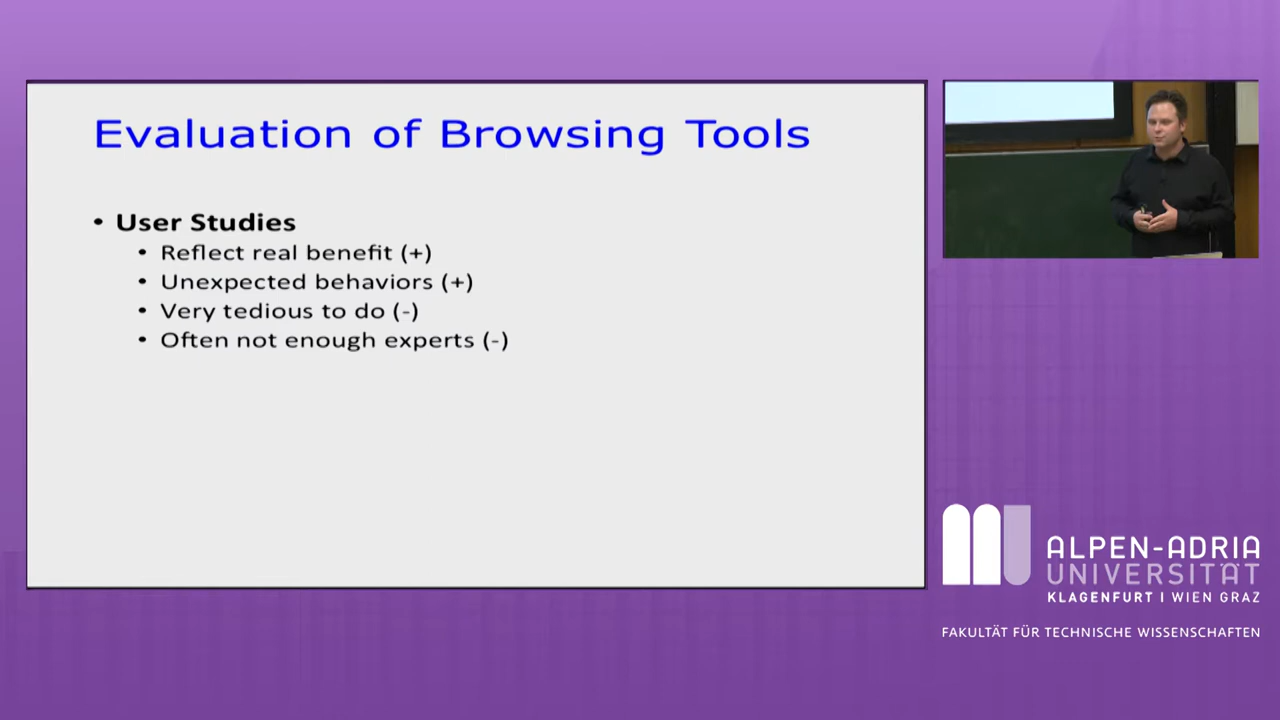 Evaluation of Browsing Tools
• User Studies
• Reflect real benefit (+)
• Unexpected behaviors (+)
• Very tedious to do (-)
• Often not enough experts (-)
ALPEN-ADRIA
UNIVERSITÄT
KLAGENFURT I WIEN GRAZ
FAKULTÄT FÜR TECHNISCHE WISSENSCHAFTEN